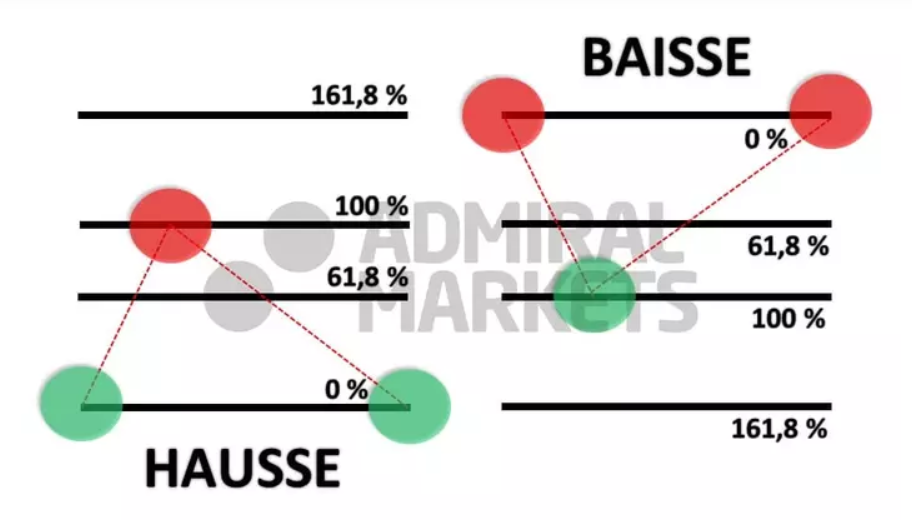 161,8 %
100 %
61,8 %
0 %
HAUSSE
BAISSE
0 %
61,8 %
100 %
161,8 %
ADMIRAL
MARKETS